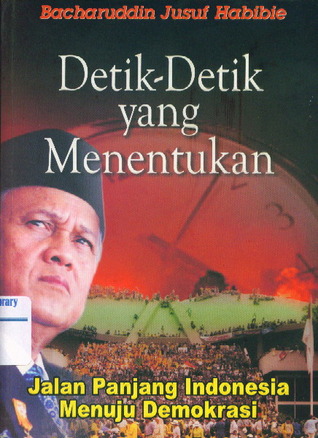 Bacharuddin Jusuf Habibie
Detik-Detik
yang
Menentukan
Jalan Panjang Indonesia
Menuju Demokrasi